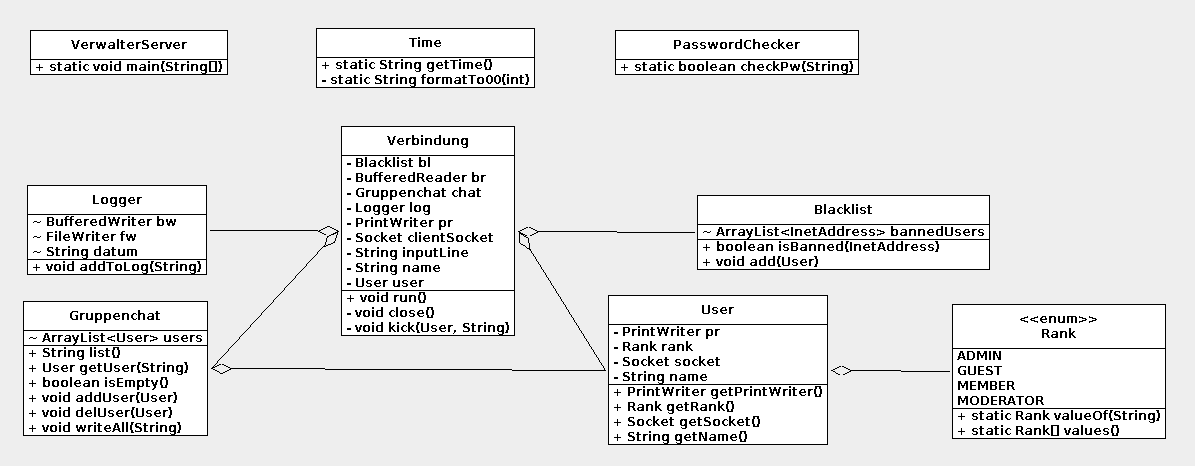 VerwalterServer
+ static void main(String[])
Time
+ static String getTime()
- static String formatTo00(int)
PasswordChecker
+ static boolean checkPw(String)
Verbindung
- Blacklist bl
- BufferedReader br
- Gruppenchat chat
- Logger log
- PrintWriter pr
- Socket clientSocket
- String inputLine
- String name
- User user
+ void run()
- void close()
- void kick(User, String)
Logger
~ BufferedWriter bw
~ FileWriter fw
~ String datum
+ void addToLog(String)
Blacklist
~ ArrayList<InetAddress> bannedUsers
+ boolean isBanned(InetAddress)
+ void add(User)
Gruppenchat
~ ArrayList<User> users
+ String list()
+ User getUser(String)
+ boolean isEmpty()
+ void addUser(User)
+ void delUser(User)
+ void writeAll(String)
User
- PrintWriter pr
- Rank rank
- Socket socket
- String name
+ PrintWriter getPrintWriter()
+ Rank getRank()
+ Socket getSocket()
+ String getName()
<<enum>>
Rank
ADMIN
GUEST
MEMBER
MODERATOR
+ static Rank valueOf(String)
+ static Rank[] values()